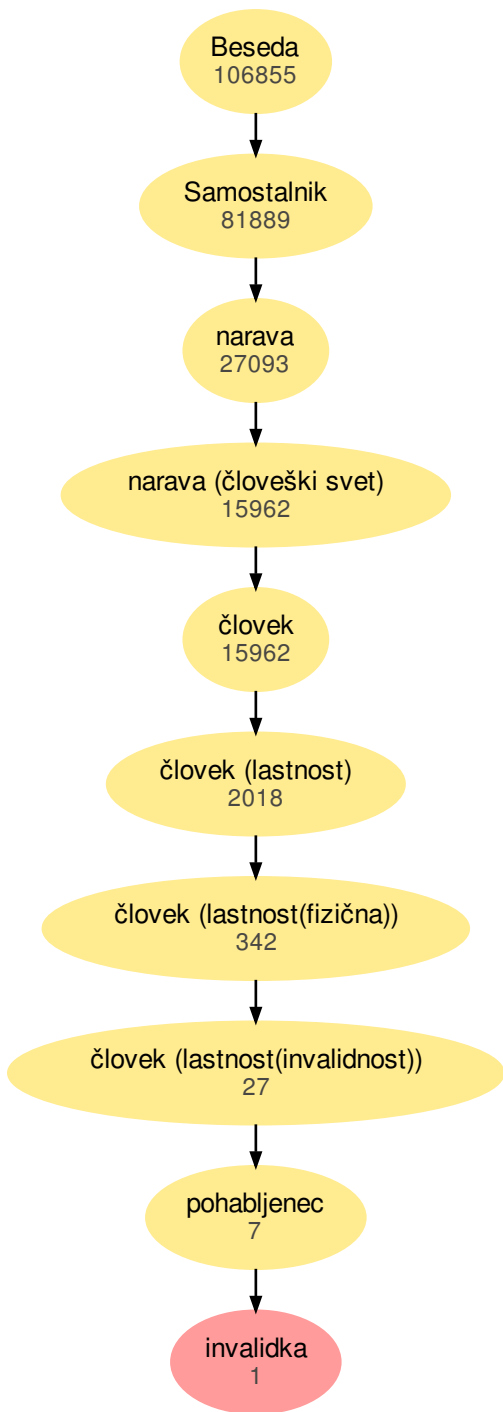 Beseda
106855
Samostalnik
81889
narava
27093
narava (človeški svet)
15962
človek
15962
človek (lastnost)
2018
človek (lastnost(fizična))
342
človek (lastnost(invalidnost))
27
pohabljenec
7
invalidka
1